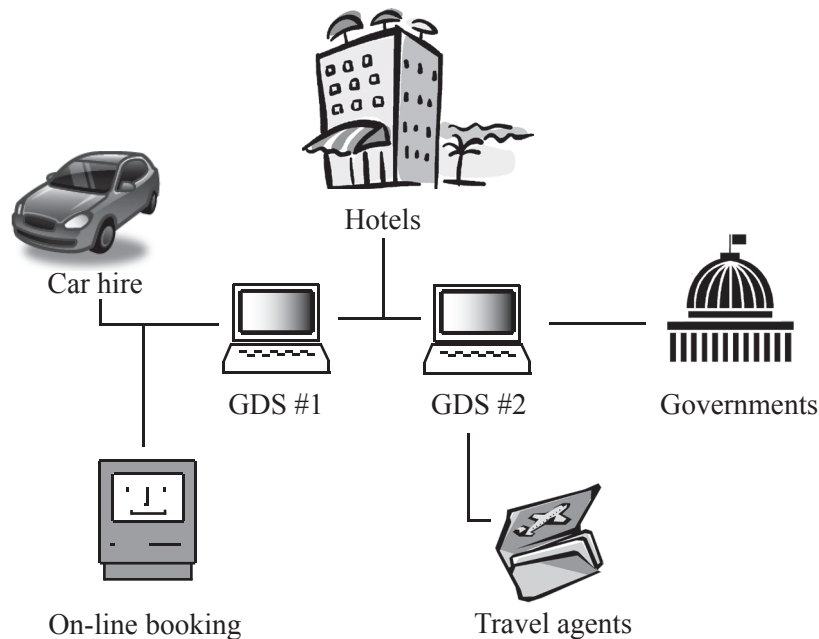 Hotels
Car hire
GDS #1
GDS #2
Governments
On-line booking
Travel agents